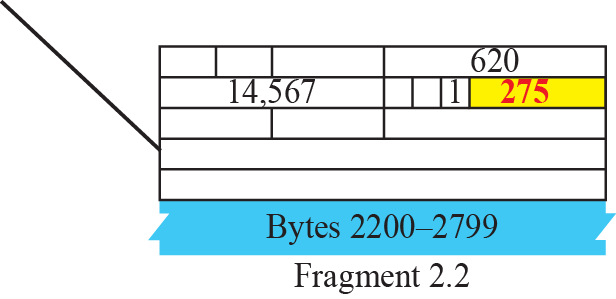 620
14,567 1 275
Bytes 2200–2799
Fragment 2.2